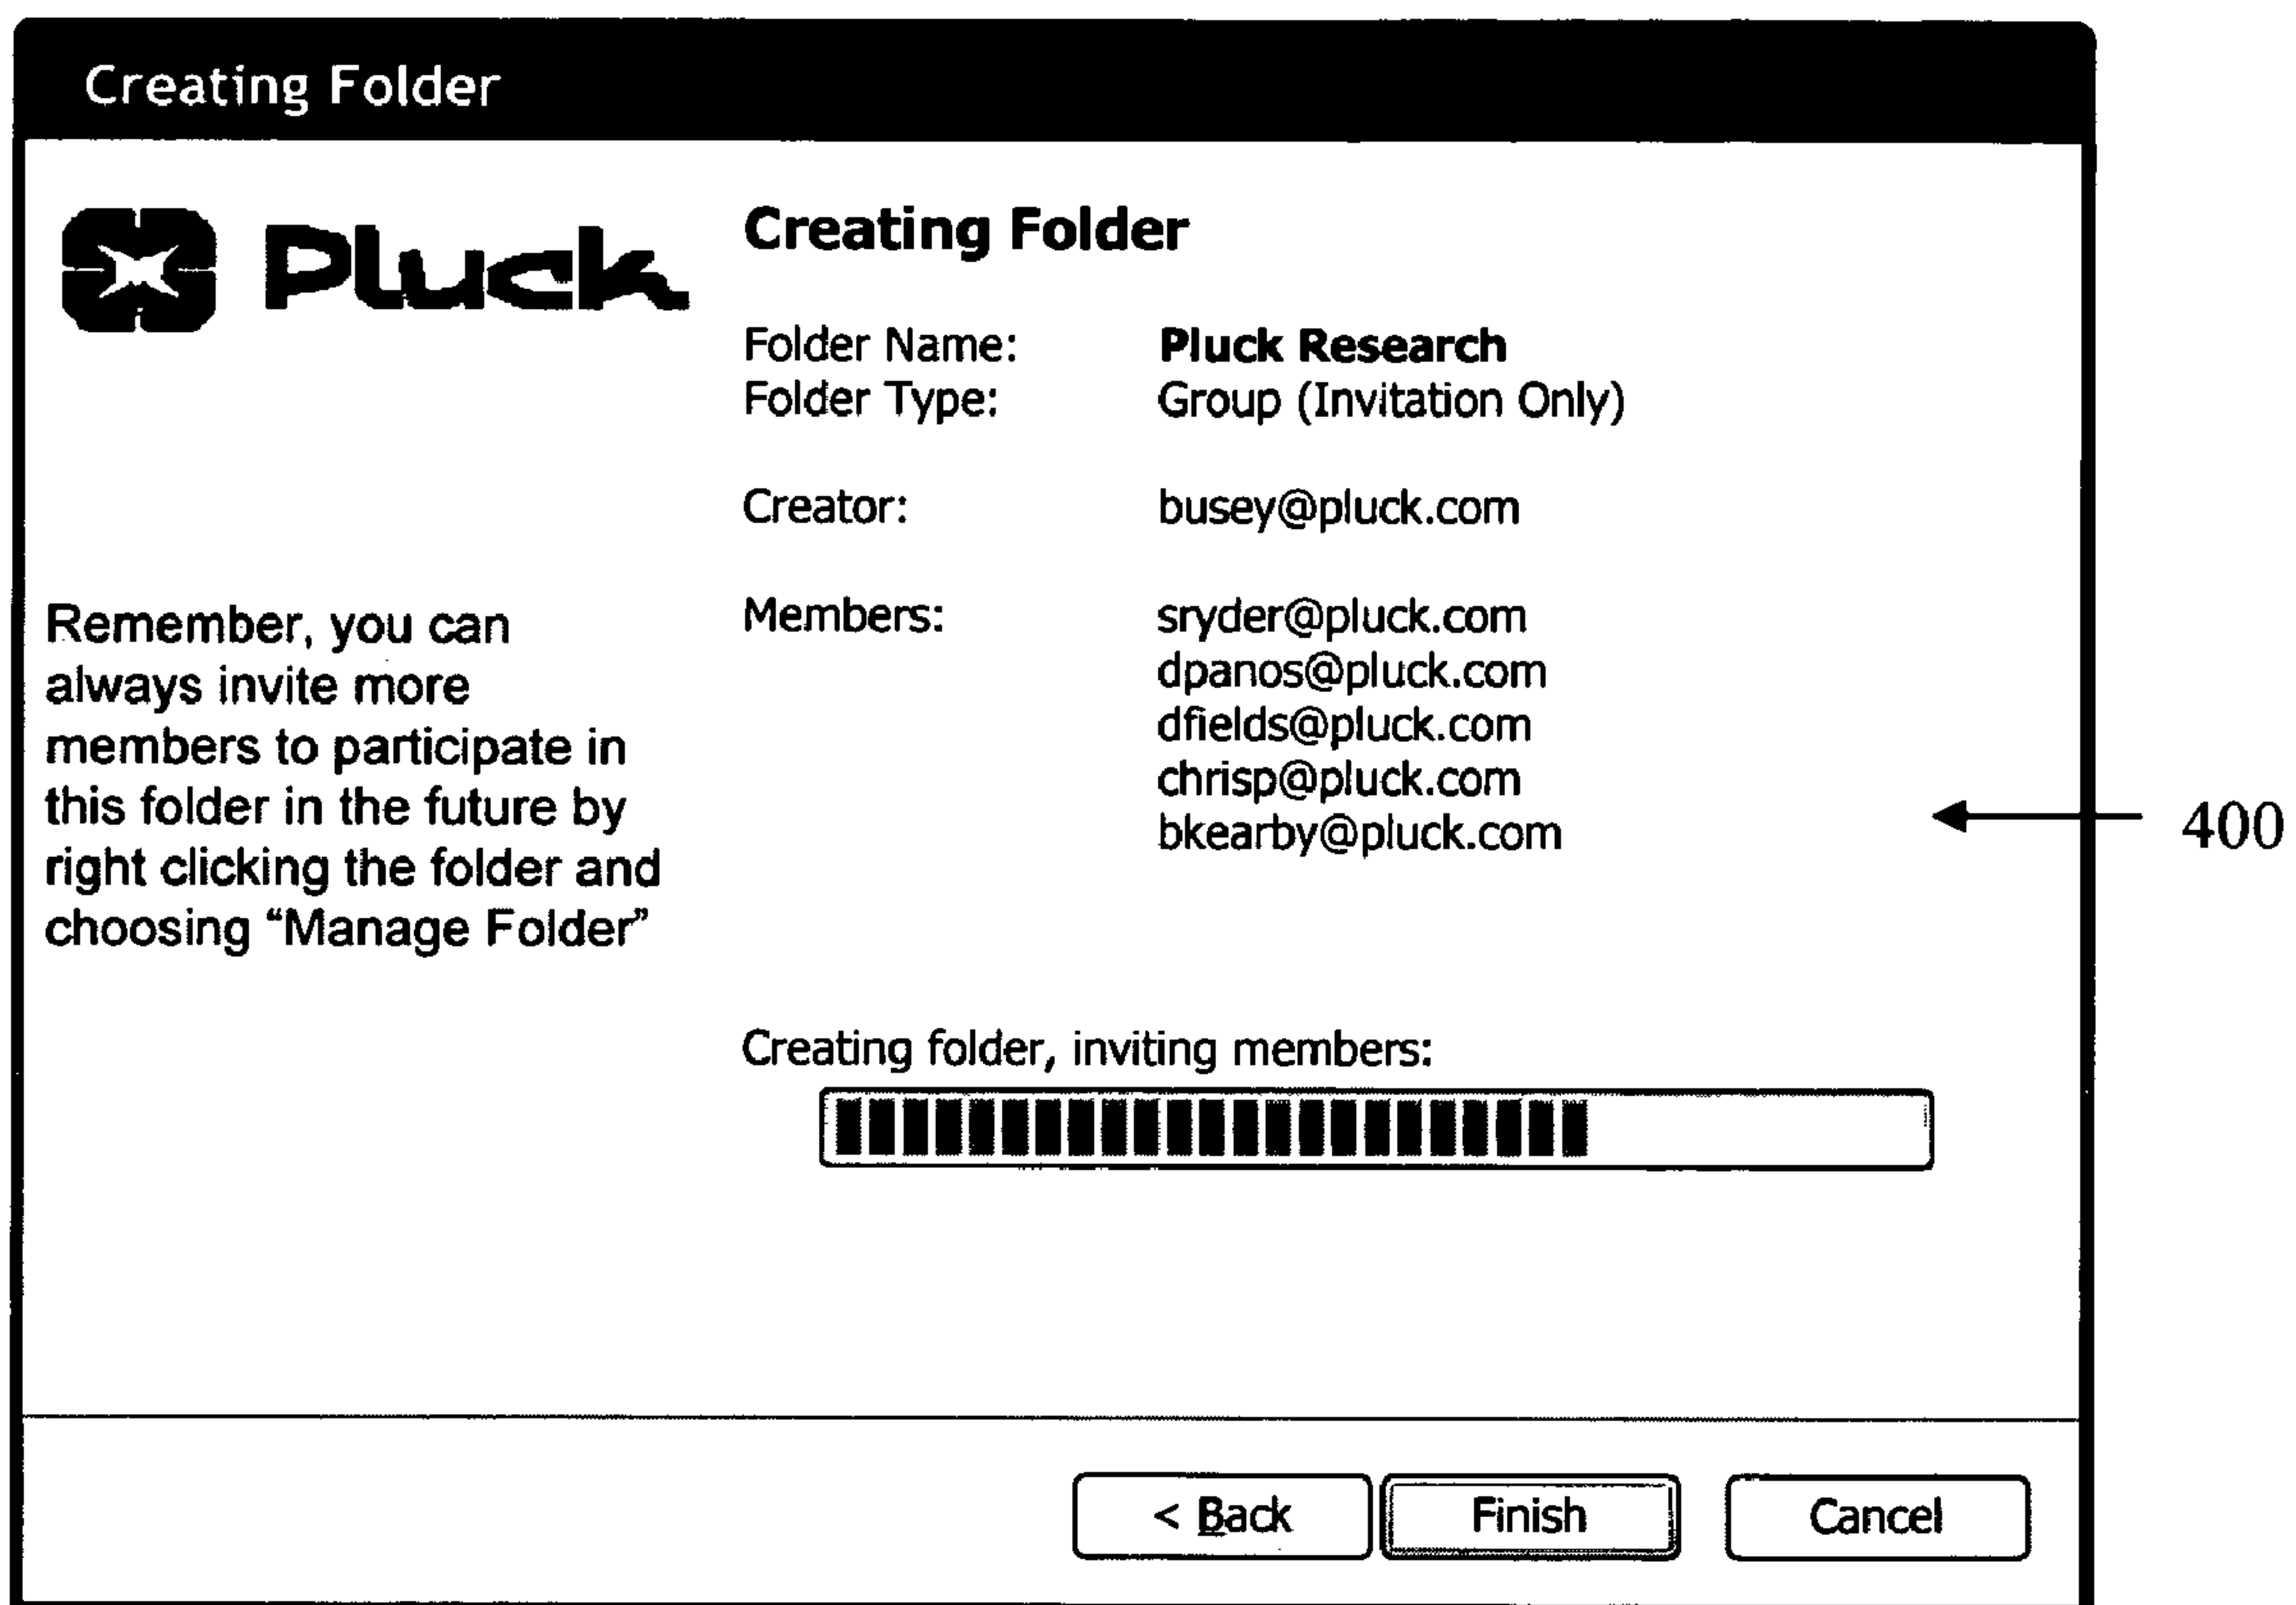 Creating Folder
Pluck
Creating Folder
Folder Name: Pluck Research
Folder Type: Group (Invitation Only)
Creator: busey@pluck.com
Members: sryder@pluck.com
dpanos@pluck.com
dfields@pluck.com
chrisp@pluck.com
bkearby@pluck.com
Remember, you can
always invite more
members to participate in
this folder in the future by
right clicking the folder and
choosing “Manage Folder”
400
Creating folder, inviting members:
< Back Finish Cancel